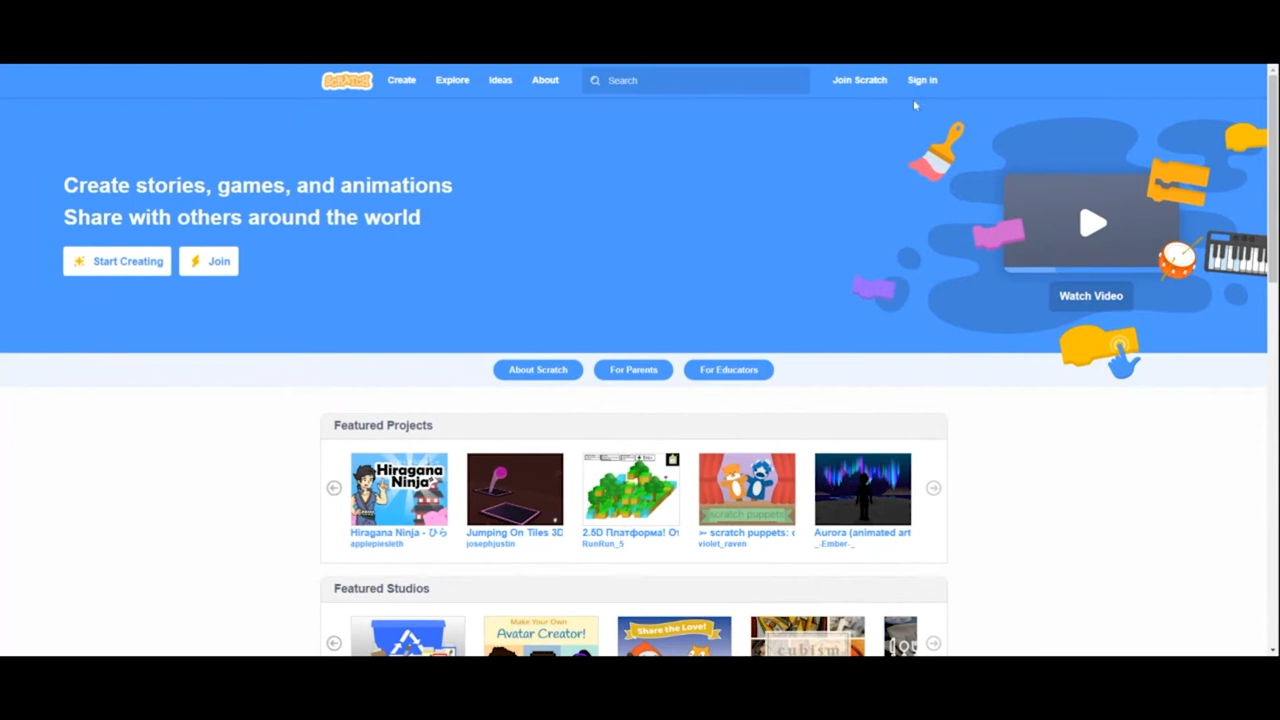 SCRATCH Create Explore Ideas About Search Join Scratch Sign in
Create stories, games, and animations
Share with others around the world
Start Creating Join
Watch Video
About Scratch For Parents For Educators
Featured Projects
Hiragana Ninja
scratch puppets
Hiragana Ninja - ひら Jumping On Tiles 3D 2.5D Платформа! От scratch puppets: Aurora (animated art
applepiesleth josephjustin RunRun_5 violet_raven _-Ember-_
Featured Studios
Make Your Own
Avatar Creator!
Share the Love!
cubism